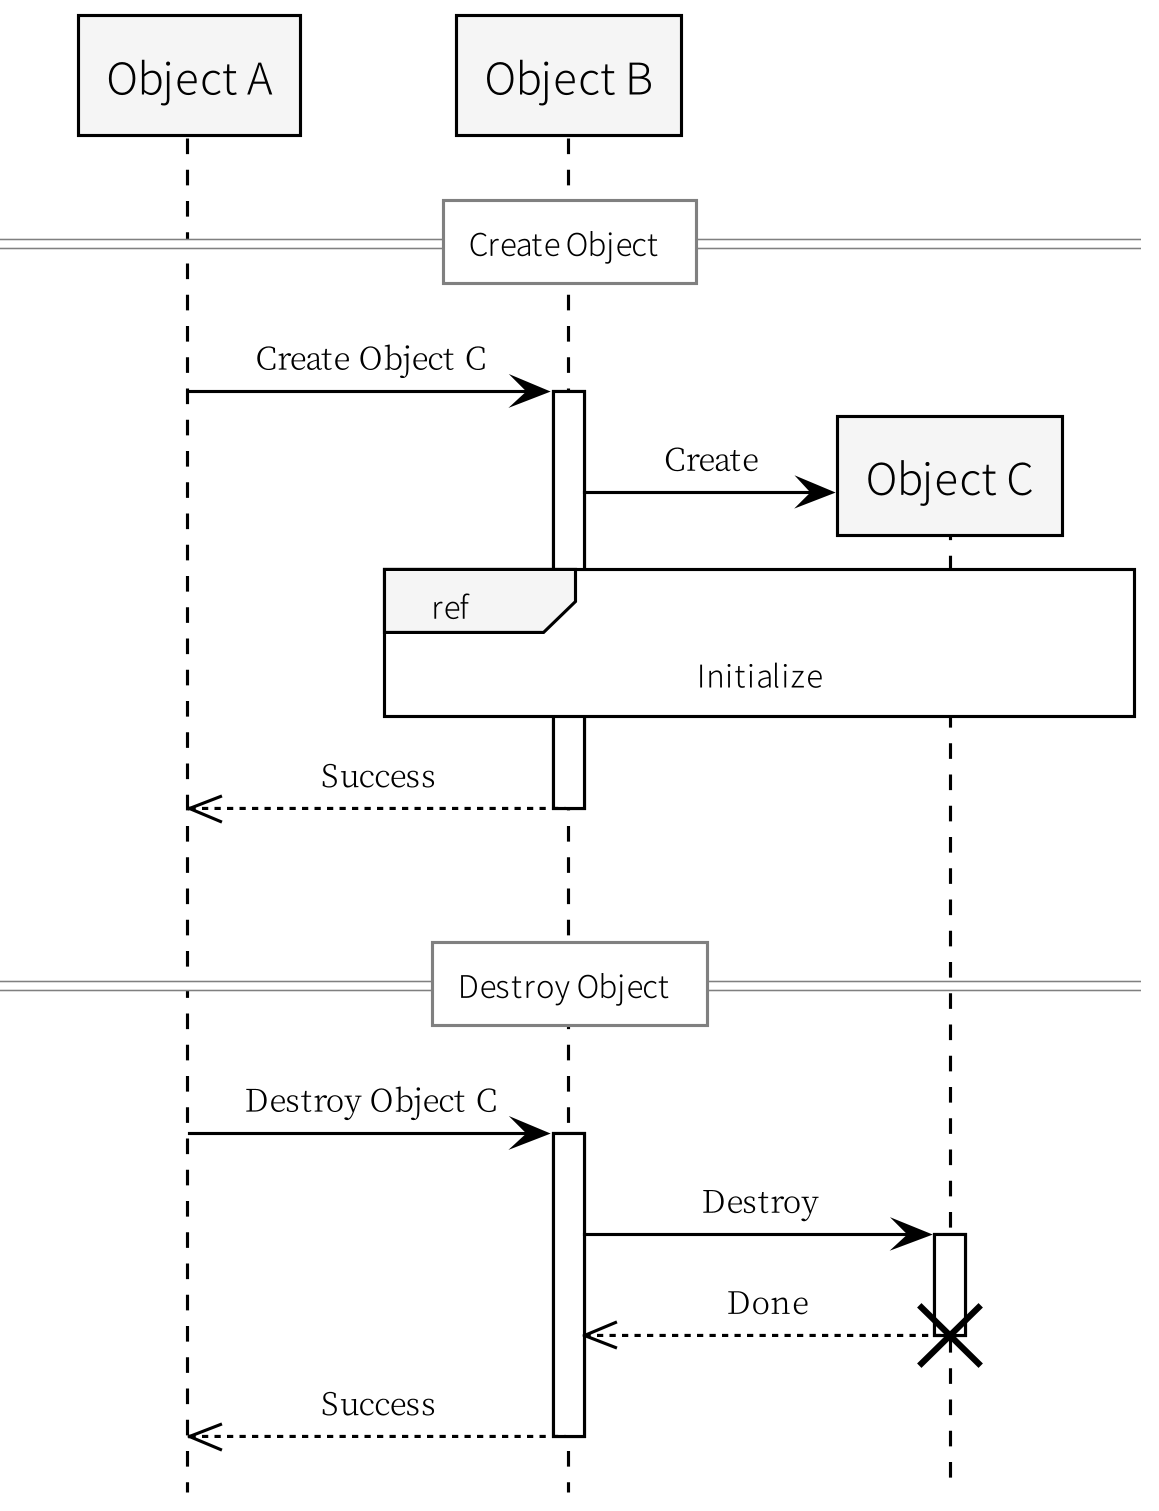 Object A
Object B
Create Object
Create Object C
Create
Object C
ref
Initialize
Success
Destroy Object
Destroy Object C
Destroy
Done
Success